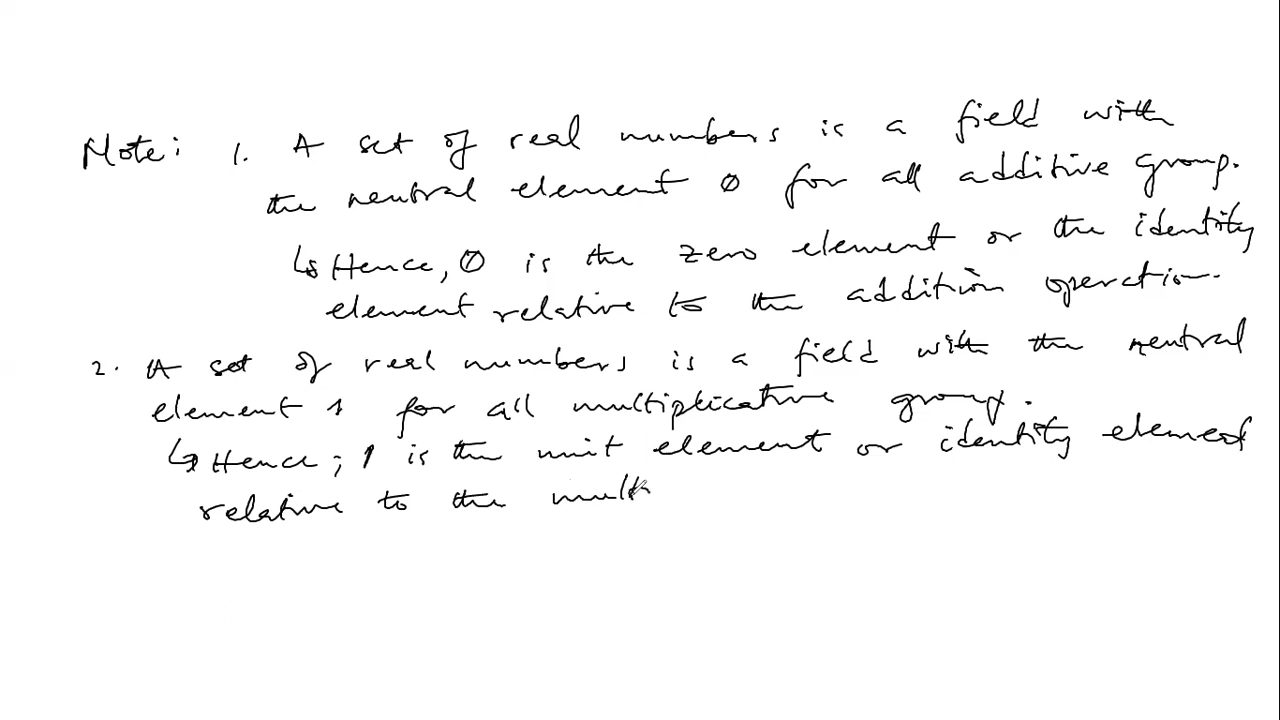 Note: 1. A set of real numbers is a field with
the neutral element 0 for all additive group.
↳ Hence, 0 is the zero element or the identity
element relative to the addition operation.
2. A set of real numbers is a field with the neutral
element 1 for all multiplicative group.
↳ Hence; 1 is the unit element or identity element
relative to the multi